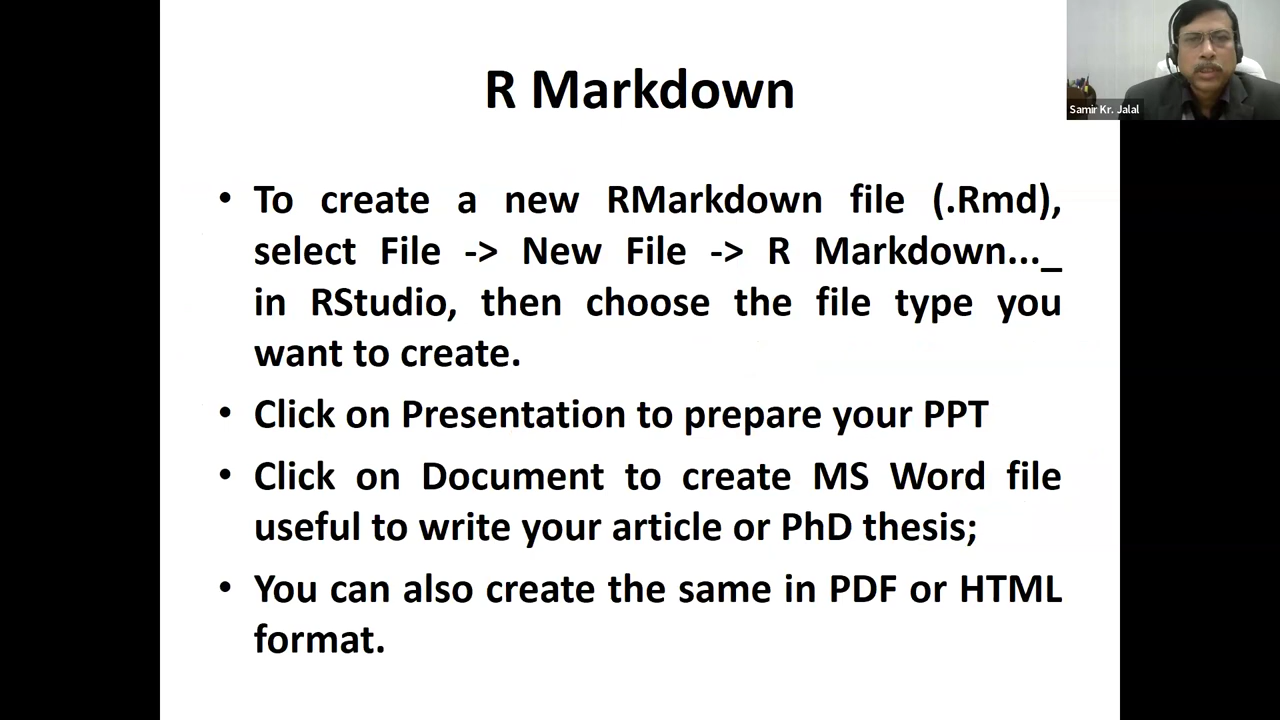 R Markdown
Samir Kr. Jalal
• To create a new RMarkdown file (.Rmd),
select File -> New File -> R Markdown..._
in RStudio, then choose the file type you
want to create.
• Click on Presentation to prepare your PPT
• Click on Document to create MS Word file
useful to write your article or PhD thesis;
• You can also create the same in PDF or HTML
format.